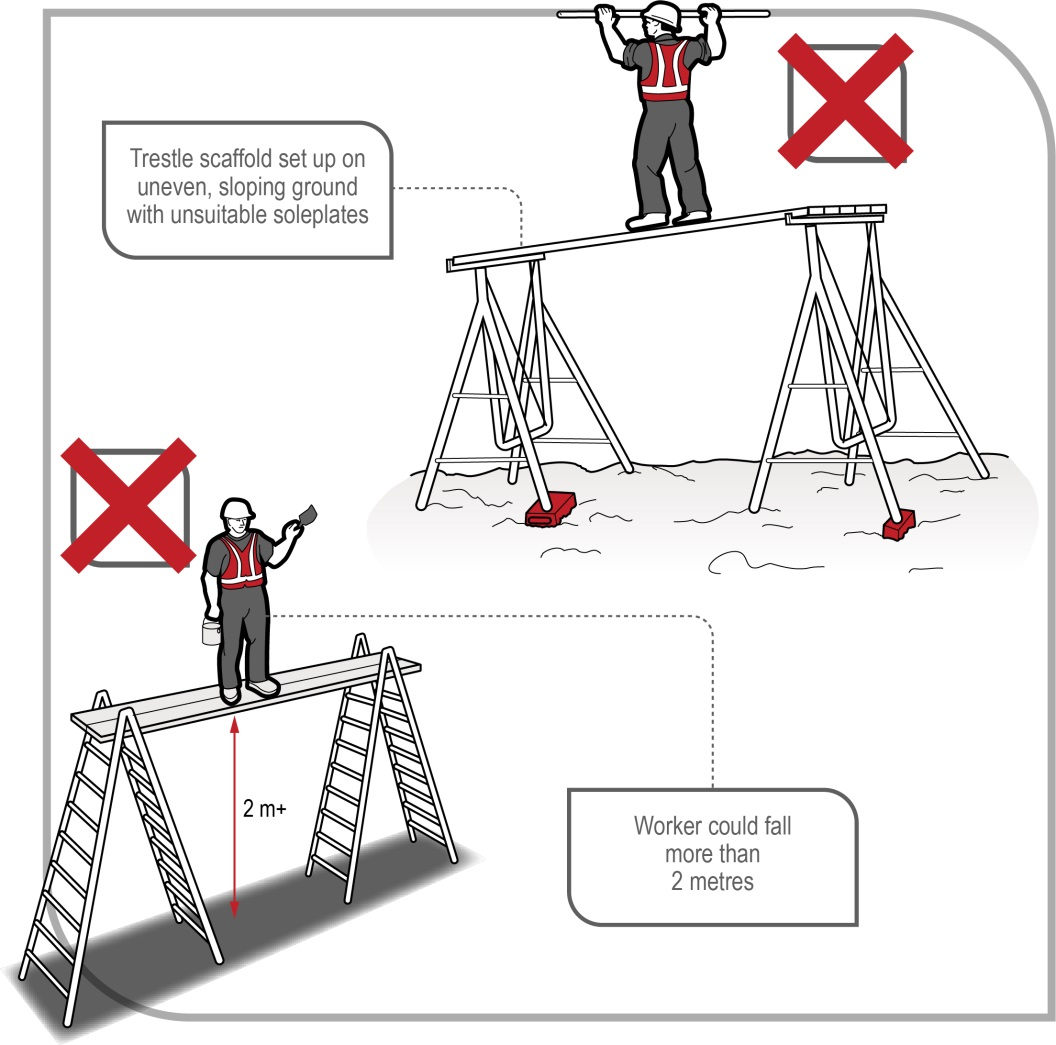 Trestle scaffold set up on
uneven, sloping ground
with unsuitable soleplates
2 m+
Worker could fall
more than
2 metres